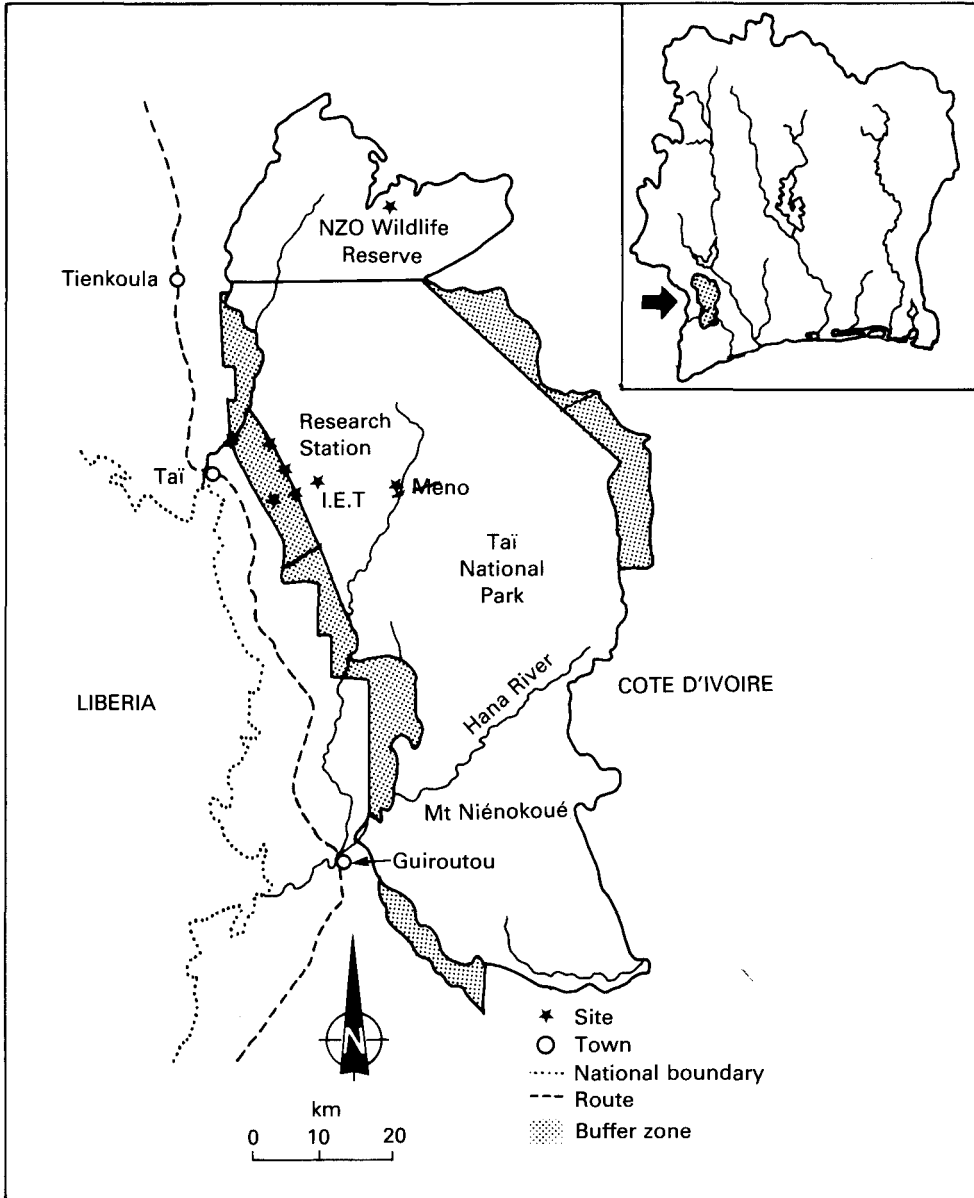 NZO Wildlife
Reserve
Tienkoula
Research
Station
Taï
I.E.T
Meno
Taï
National
Park
Hana River
COTE D'IVOIRE
LIBERIA
Mt Niénokoué
Guiroutou
N
Site
Town
National boundary
Route
Buffer zone
km
0 10 20